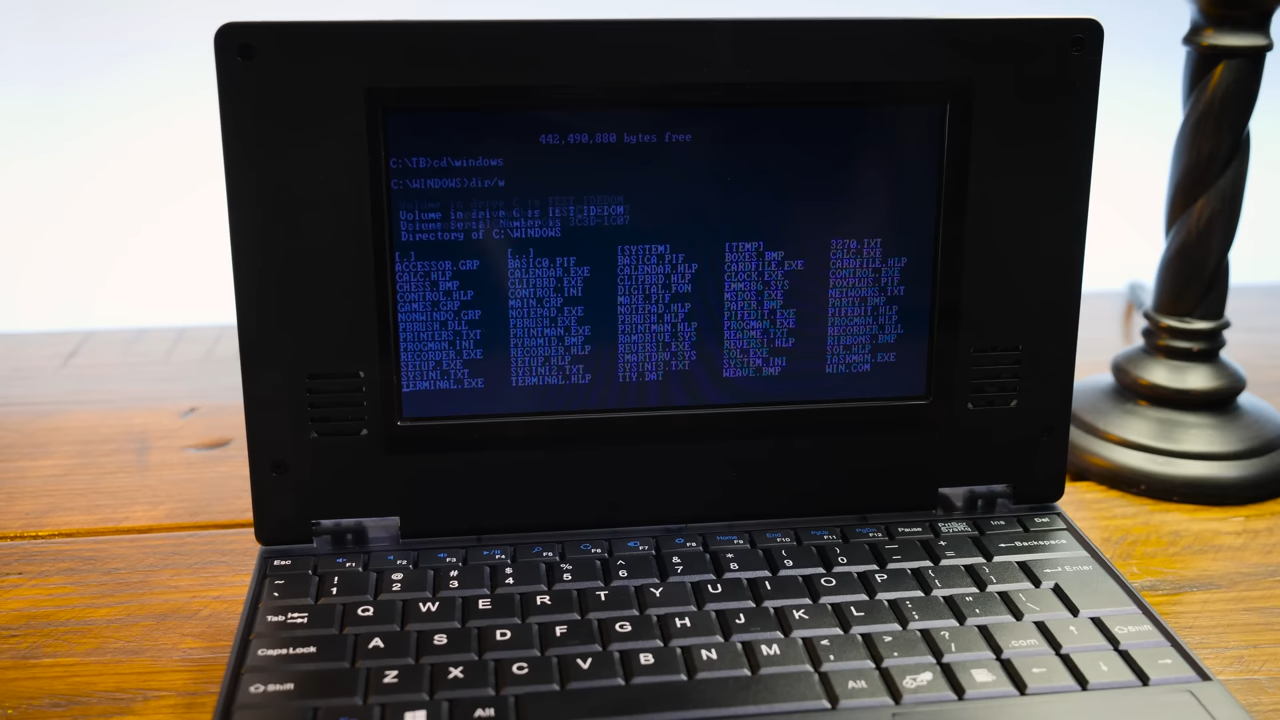 442,490,880 bytes free
C:\TB>cd\windows
C:\WINDOWS>dir/w
Volume in drive C is TEST_IDEDOM
Volume Serial Number is 3C3D-1C07
Directory of C:\WINDOWS
[.] [..] [SYSTEM] [TEMP] 3270.TXT
ACCESSOR.GRP BASICO.PIF BASICA.PIF BOXES.BMP CALC.EXE
CALC.HLP CALENDAR.EXE CALENDAR.HLP CARDFILE.EXE CARDFILE.HLP
CHESS.BMP CLIPBRD.EXE CLIPBRD.HLP CLOCK.EXE CONTROL.EXE
CONTROL.HLP CONTROL.INI DIGITAL.FON EMM386.SYS FOXPLUS.PIF
GAMES.GRP MAIN.GRP MAKE.PIF MSDOS.EXE NETWORKS.TXT
NONWINDO.GRP NOTEPAD.EXE NOTEPAD.HLP PAPER.BMP PARTY.BMP
PBRUSH.DLL PBRUSH.EXE PBRUSH.HLP PIFEDIT.EXE PIFEDIT.HLP
PRINTERS.TXT PRINTMAN.EXE PRINTMAN.HLP PROGMAN.EXE PROGMAN.HLP
PROGMAN.INI PYRAMID.BMP RAMDRIVE.SYS README.TXT RECORDER.DLL
RECORDER.EXE RECORDER.HLP REVERSI.EXE REVERSI.HLP RIBBONS.BMP
SETUP.EXE SETUP.HLP SMARTDRV.SYS SOL.EXE SOL.HLP
SYSINI.TXT SYSINI2.TXT SYSINI3.TXT SYSTEM.INI TASKMAN.EXE
TERMINAL.EXE TERMINAL.HLP TTY.DAT WEAVE.BMP WIN.COM
Esc F1 F2 F3 F4 F5 F6 F7 F8 Home F9 End F10 PgUp F11 PgDn F12 Pause PrtScr SysRq Ins Del
~ ` ! 1 @ 2 # 3 $ 4 % 5 ^ 6 & 7 * 8 ( 9 ) 0 _ - + = Backspace
Tab Q W E R T Y U I O P { [ } ] Enter
Caps Lock A S D F G H J K L : ; " ' | \
Shift Z X C V B N M < , > . ? / .com ↑ Shift
Alt Alt ← ↓ →